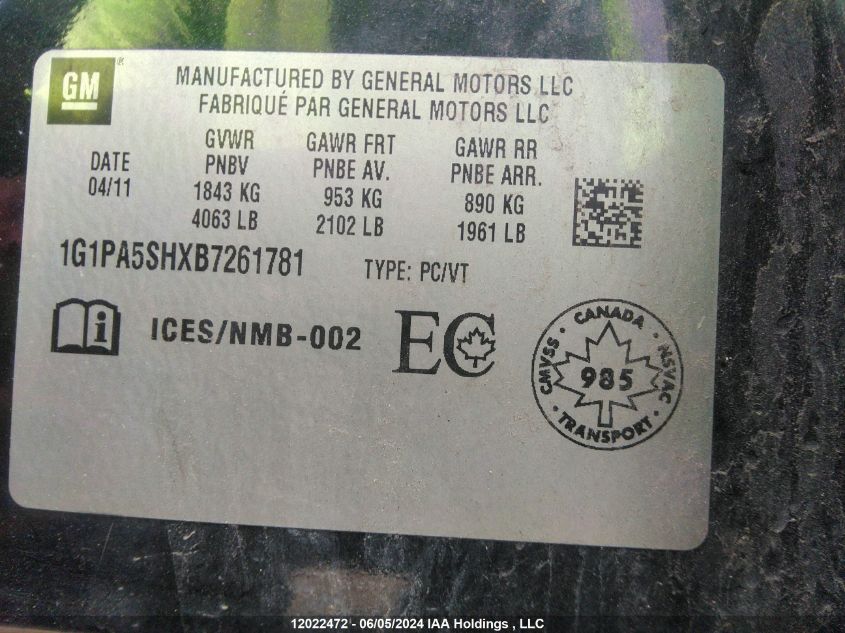 GM ®
MANUFACTURED BY GENERAL MOTORS LLC
FABRIQUÉ PAR GENERAL MOTORS LLC
DATE
04/11
GVWR
PNBV
1843 KG
4063 LB
GAWR FRT
PNBE AV.
953 KG
2102 LB
GAWR RR
PNBE ARR.
890 KG
1961 LB
1G1PA5SHXB7261781 TYPE: PC/VT
i ICES/NMB-002 EC
CANADA
CMVSS · NSVAC
985
· TRANSPORT ·
12022472 - 06/05/2024 IAA Holdings , LLC